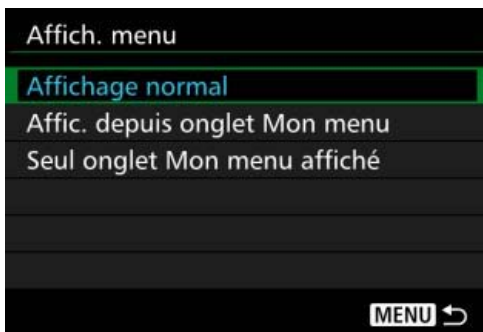 Affich. menu
Affichage normal
Affic. depuis onglet Mon menu
Seul onglet Mon menu affiché
MENU